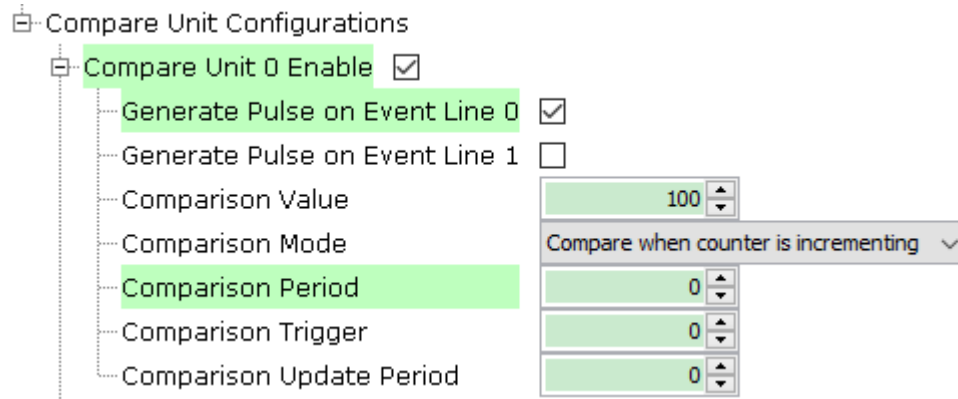 Compare Unit Configurations
Compare Unit 0 Enable
Generate Pulse on Event Line 0
Generate Pulse on Event Line 1
Comparison Value 100
Comparison Mode Compare when counter is incrementing
Comparison Period 0
Comparison Trigger 0
Comparison Update Period 0